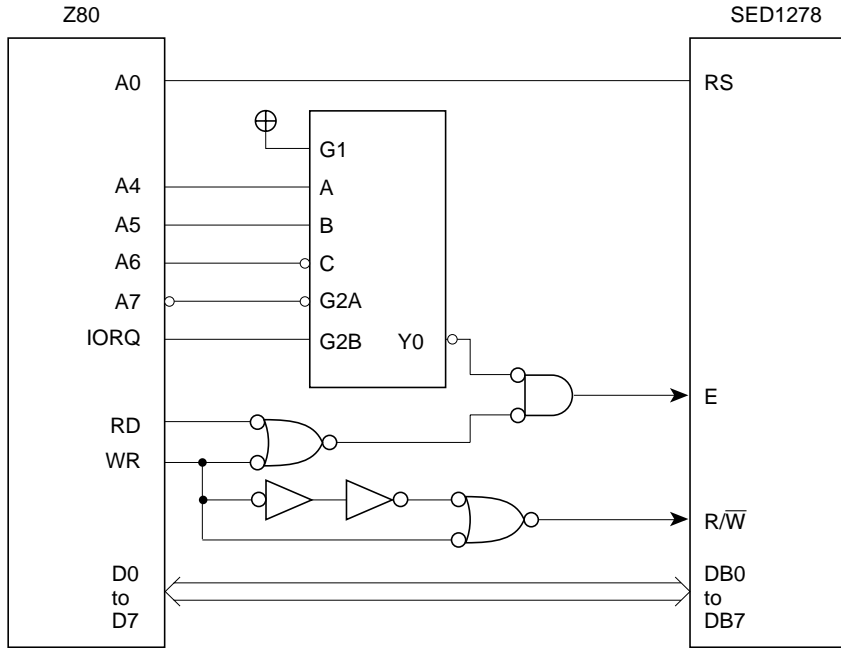 Z80
SED1278
A0
RS
G1
A4
A
A5
B
A6
C
A7
G2A
IORQ
G2B
Y0
E
RD
WR
R/W̅
D0
to
D7
DB0
to
DB7